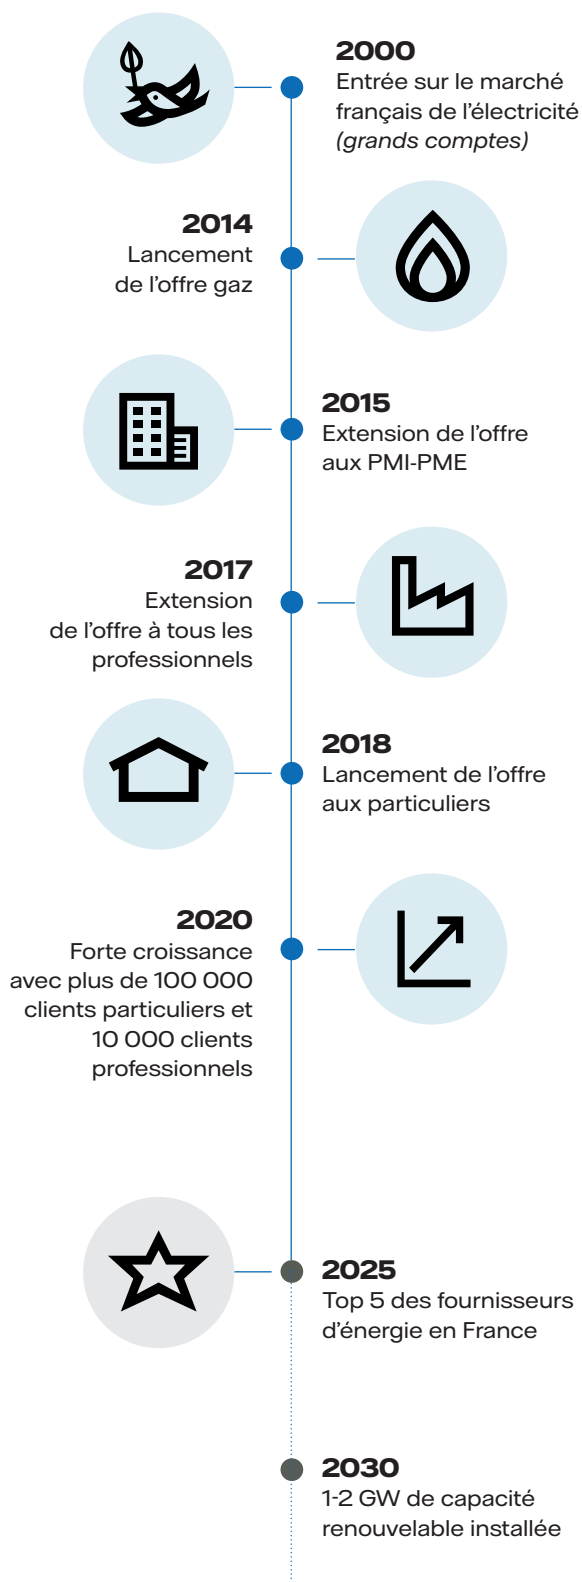 2000
Entrée sur le marché
français de l’électricité
(grands comptes)
2014
Lancement
de l’offre gaz
2015
Extension de l’offre
aux PMI-PME
2017
Extension
de l’offre à tous les
professionnels
2018
Lancement de l’offre
aux particuliers
2020
Forte croissance
avec plus de 100 000
clients particuliers et
10 000 clients
professionnels
2025
Top 5 des fournisseurs
d’énergie en France
2030
1-2 GW de capacité
renouvelable installée